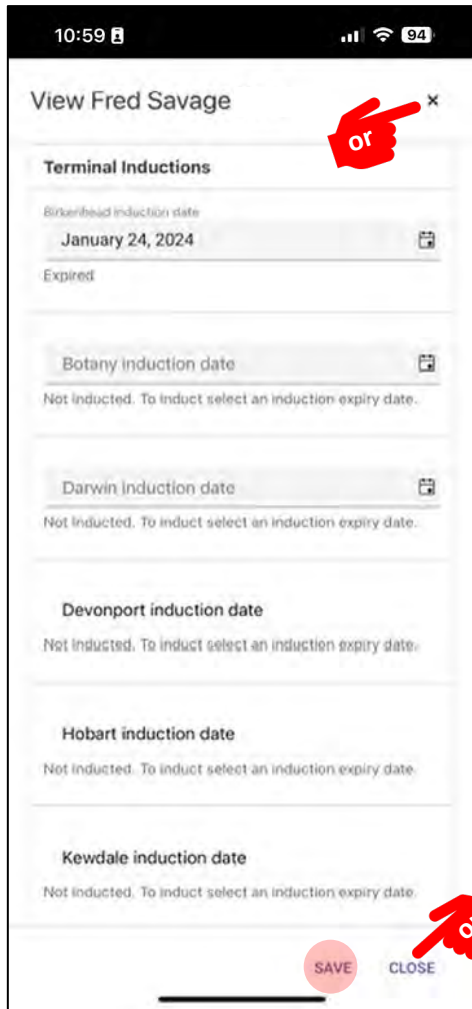 10:59
94
View Fred Savage
or
Terminal Inductions
Birkenhead induction date
January 24, 2024
Expired
Botany induction date
Not inducted. To induct select an induction expiry date.
Darwin induction date
Not inducted. To induct select an induction expiry date.
Devonport induction date
Not inducted. To induct select an induction expiry date.
Hobart induction date
Not inducted. To induct select an induction expiry date.
Kewdale induction date
Not inducted. To induct select an induction expiry date.
SAVE CLOSE